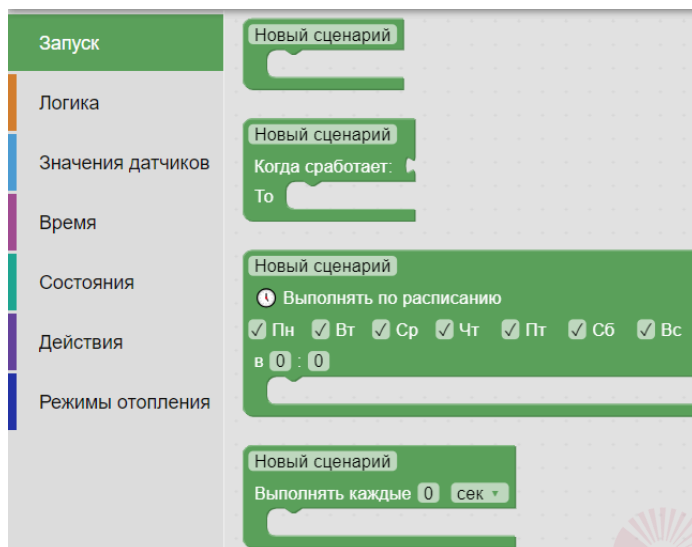 Запуск
Логика
Значения датчиков
Время
Состояния
Действия
Режимы отопления
Новый сценарий
Новый сценарий
Когда сработает:
То
Новый сценарий
Выполнять по расписанию
Пн Вт Ср Чт Пт Сб Вс
в 0 : 0
Новый сценарий
Выполнять каждые 0 сек